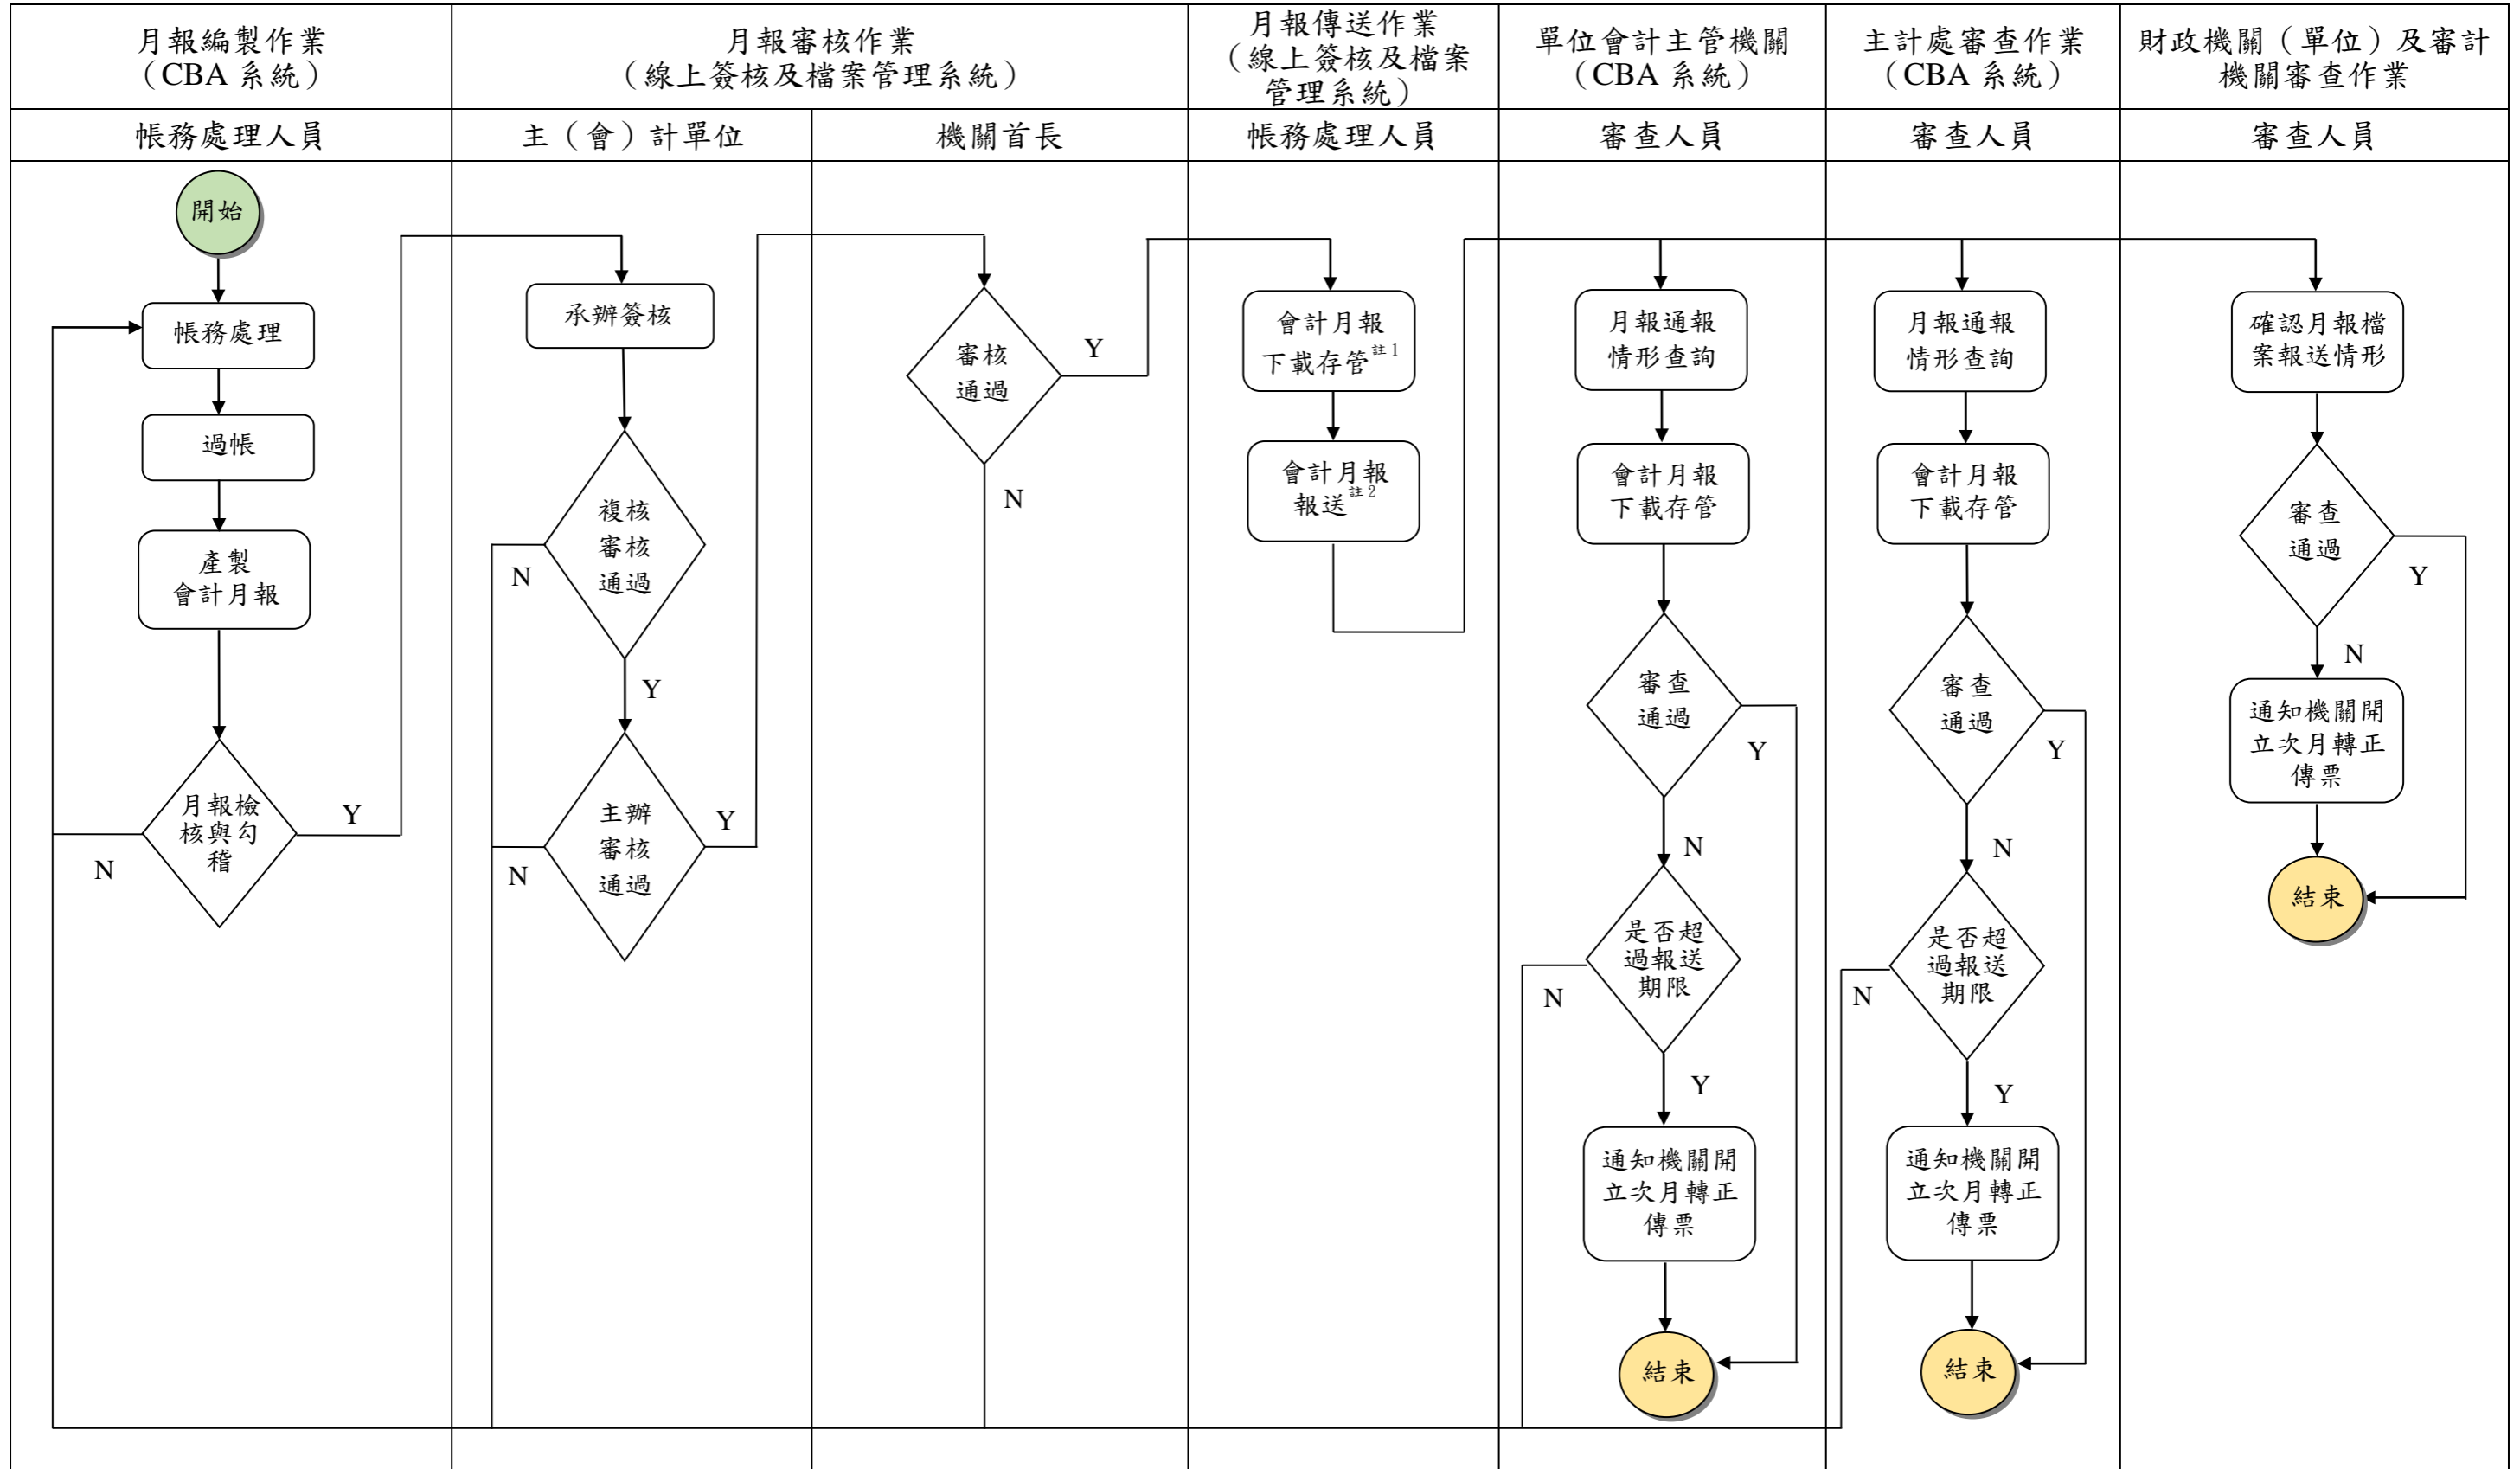 月報編製作業
（CBA 系統）
月報審核作業
（線上簽核及檔案管理系統）
月報傳送作業
（線上簽核及檔案
管理系統）
單位會計主管機關
（CBA 系統）
主計處審查作業
（CBA 系統）
財政機關（單位）及審計
機關審查作業
帳務處理人員
主（會）計單位
機關首長
帳務處理人員
審查人員
審查人員
審查人員
開始
帳務處理
過帳
產製
會計月報
月報檢
核與勾
稽
Y
N
承辦簽核
複核
審核
通過
N
Y
主辦
審核
通過
Y
N
審核
通過
Y
N
會計月報
下載存管註1
會計月報
報送註2
月報通報
情形查詢
會計月報
下載存管
審查
通過
Y
N
是否超
過報送
期限
N
Y
通知機關開
立次月轉正
傳票
結束
月報通報
情形查詢
會計月報
下載存管
審查
通過
Y
N
是否超
過報送
期限
N
Y
通知機關開
立次月轉正
傳票
結束
確認月報檔
案報送情形
審查
通過
Y
N
通知機關開
立次月轉正
傳票
結束